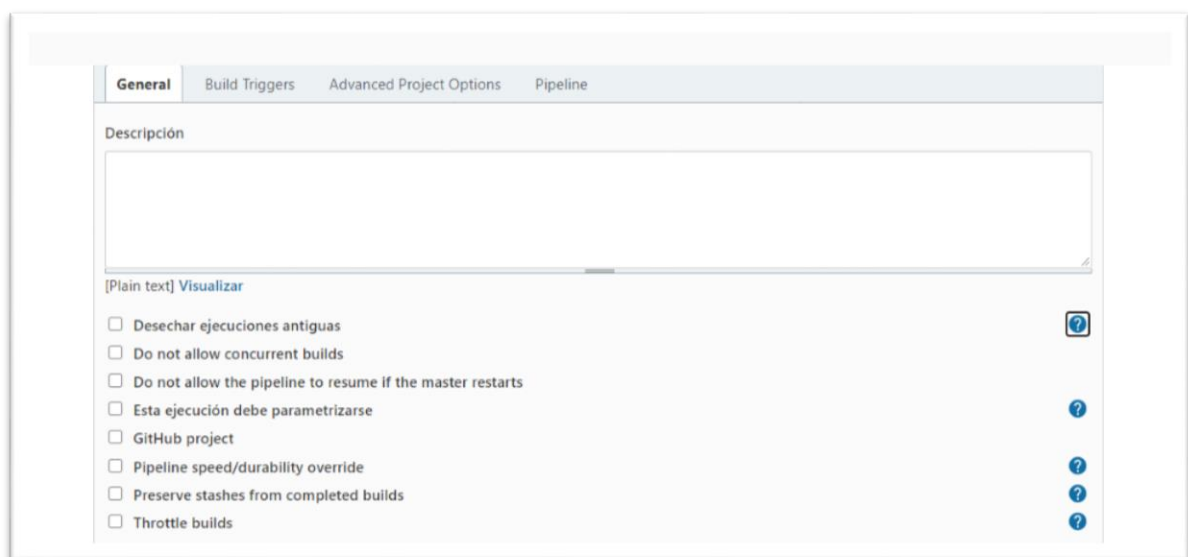 General Build Triggers Advanced Project Options Pipeline
Descripción
[Plain text] Visualizar
Desechar ejecuciones antiguas ?
Do not allow concurrent builds
Do not allow the pipeline to resume if the master restarts
Esta ejecución debe parametrizarse ?
GitHub project
Pipeline speed/durability override ?
Preserve stashes from completed builds ?
Throttle builds ?